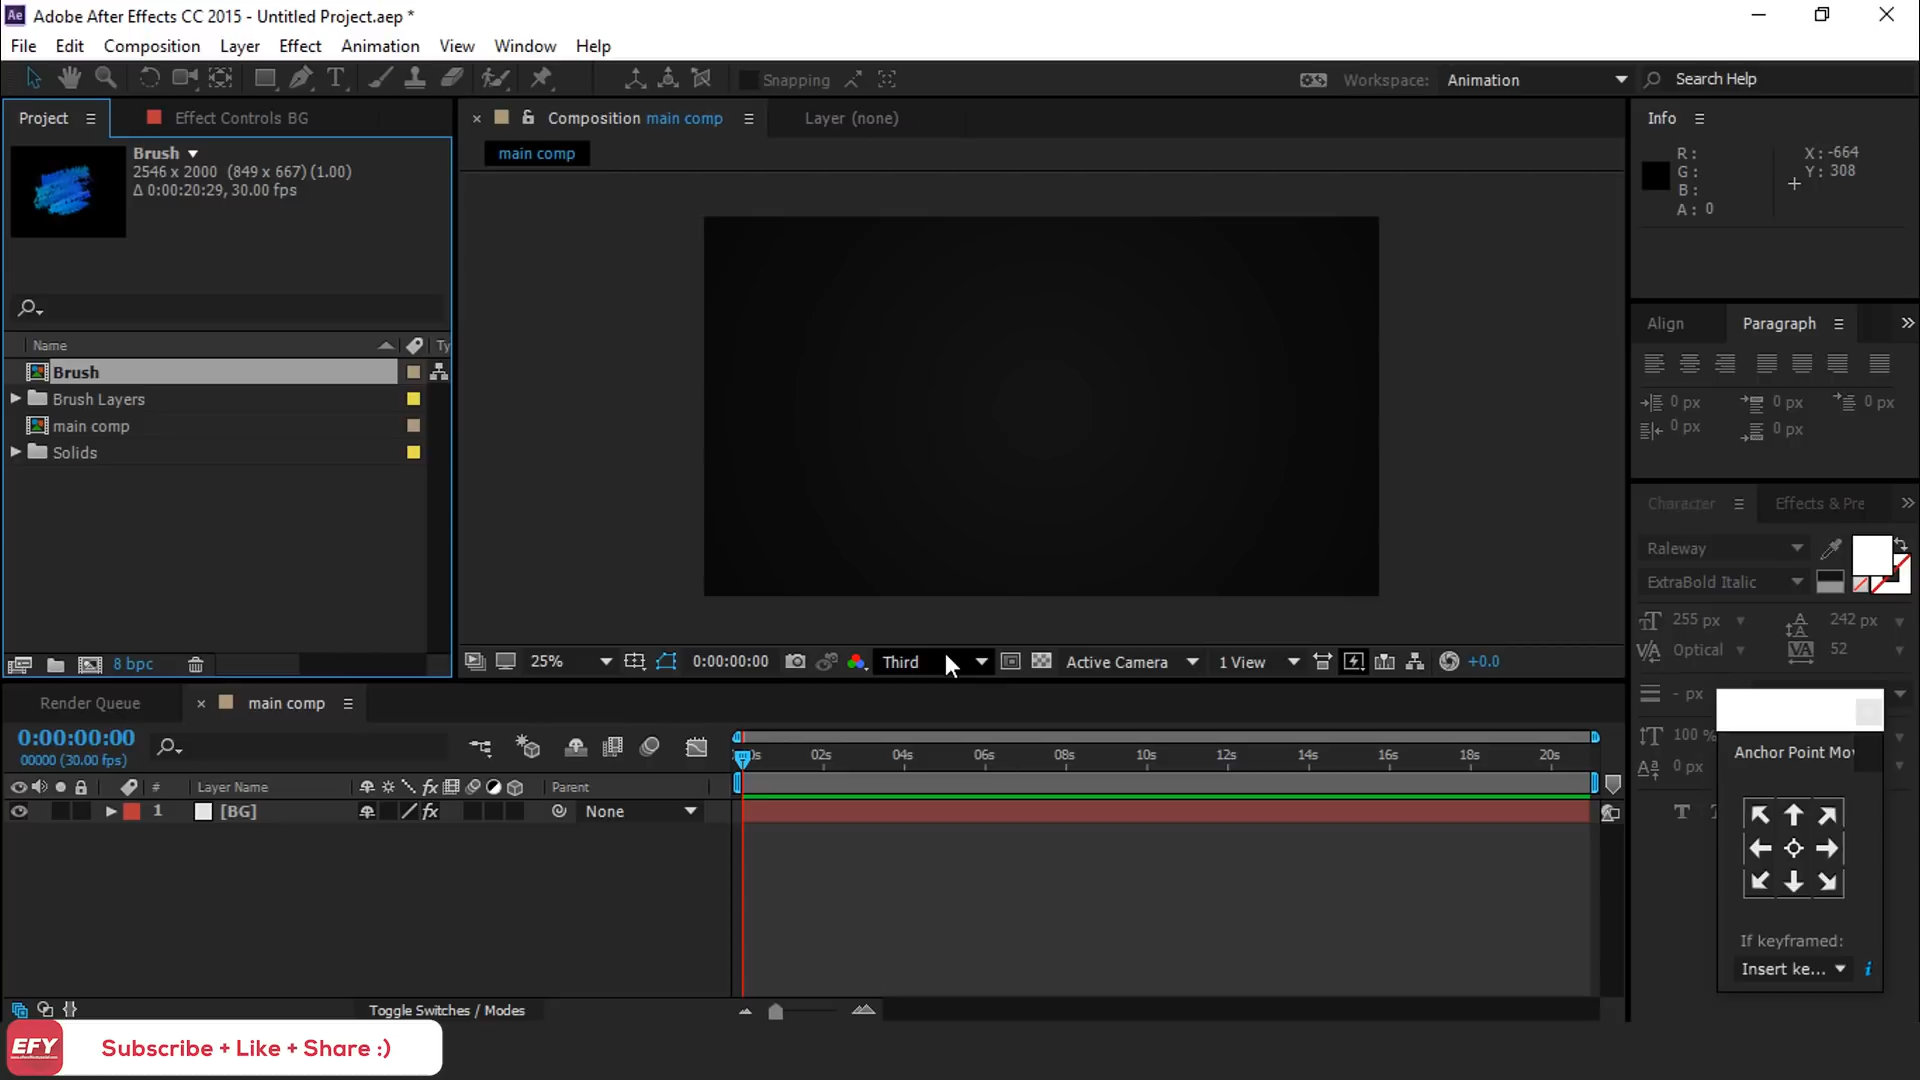 Adobe After Effects CC 2015 - Untitled Project.aep *
File Edit Composition Layer Effect Animation View Window Help
Snapping
Workspace: Animation
Search Help
Project
Effect Controls BG
Composition main comp
Layer (none)
Info
main comp
Brush
2546 x 2000 (849 x 667) (1.00)
Δ 0:00:20:29, 30.00 fps
R:
G:
B:
A: 0
X: -664
Y: 308
Align
Paragraph
Name
Ty
Brush
Brush Layers
main comp
Solids
0 px 0 px 0 px
0 px 0 px
Character
Effects & Pre
Raleway
ExtraBold Italic
255 px
242 px
Optical
52
- px
100 %
0 px
8 bpc
25%
0:00:00:00
Third
Active Camera
1 View
+0.0
Anchor Point Mov
If keyframed:
Insert ke...
Render Queue
main comp
0:00:00:00
00000 (30.00 fps)
02s 04s 06s 08s 10s 12s 14s 16s 18s 20s
# Layer Name
Parent
1 [BG]
None
Toggle Switches / Modes
EFY
Subscribe + Like + Share :)